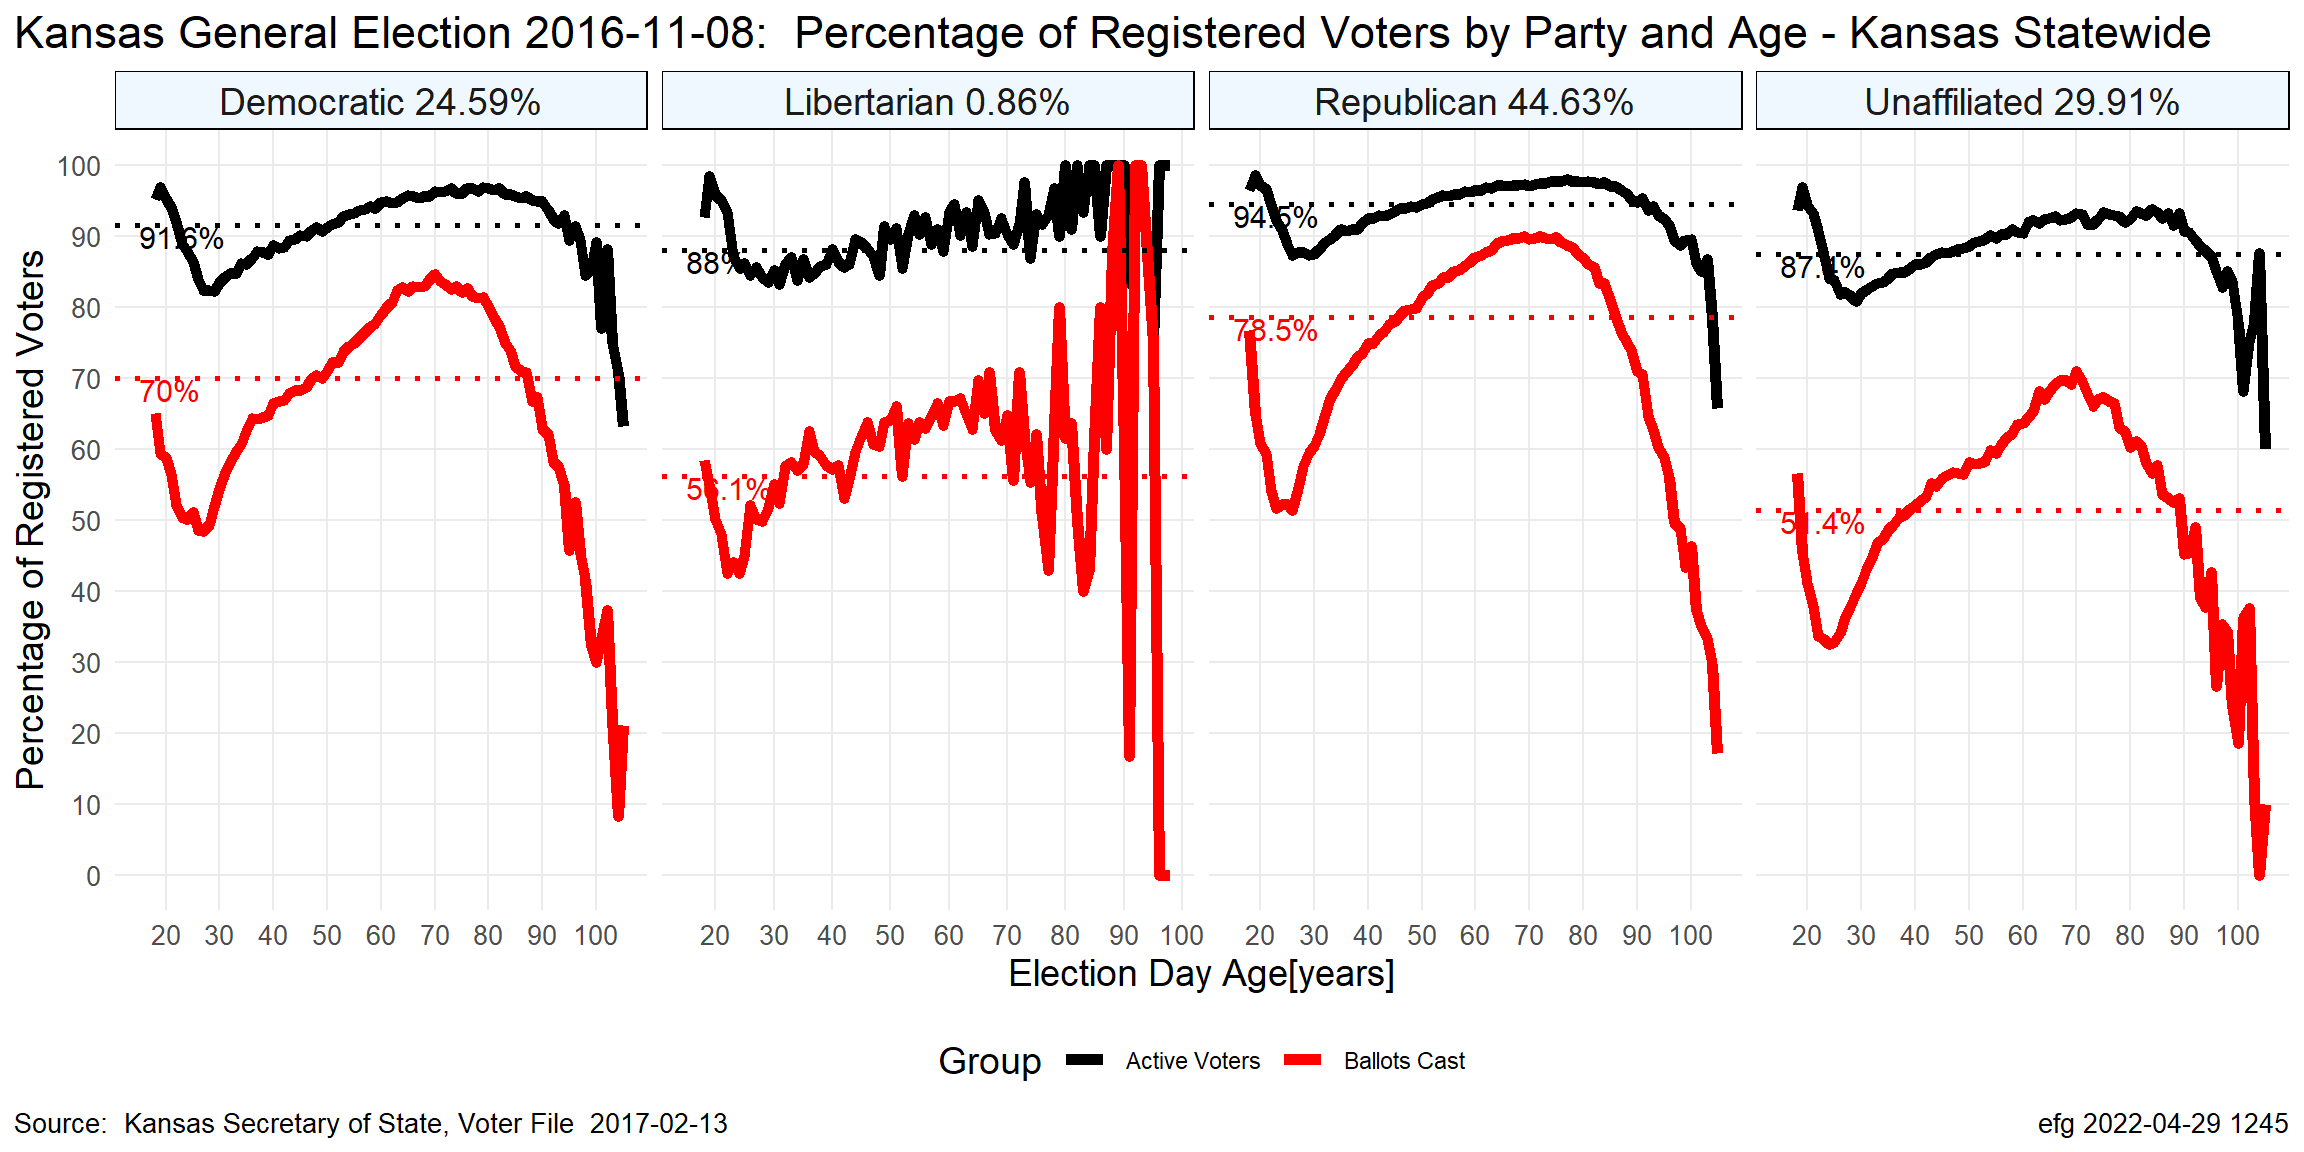 Kansas General Election 2016-11-08:  Percentage of Registered Voters by Party and Age - Kansas Statewide
Democratic 24.59%
Libertarian 0.86%
Republican 44.63%
Unaffiliated 29.91%
Percentage of Registered Voters
100
90
80
70
60
50
40
30
20
10
0
91.6%
70%
88%
56.1%
94.5%
78.5%
87.4%
51.4%
20 30 40 50 60 70 80 90 100
20 30 40 50 60 70 80 90 100
20 30 40 50 60 70 80 90 100
20 30 40 50 60 70 80 90 100
Election Day Age[years]
Group Active Voters Ballots Cast
Source:  Kansas Secretary of State, Voter File  2017-02-13
efg 2022-04-29 1245